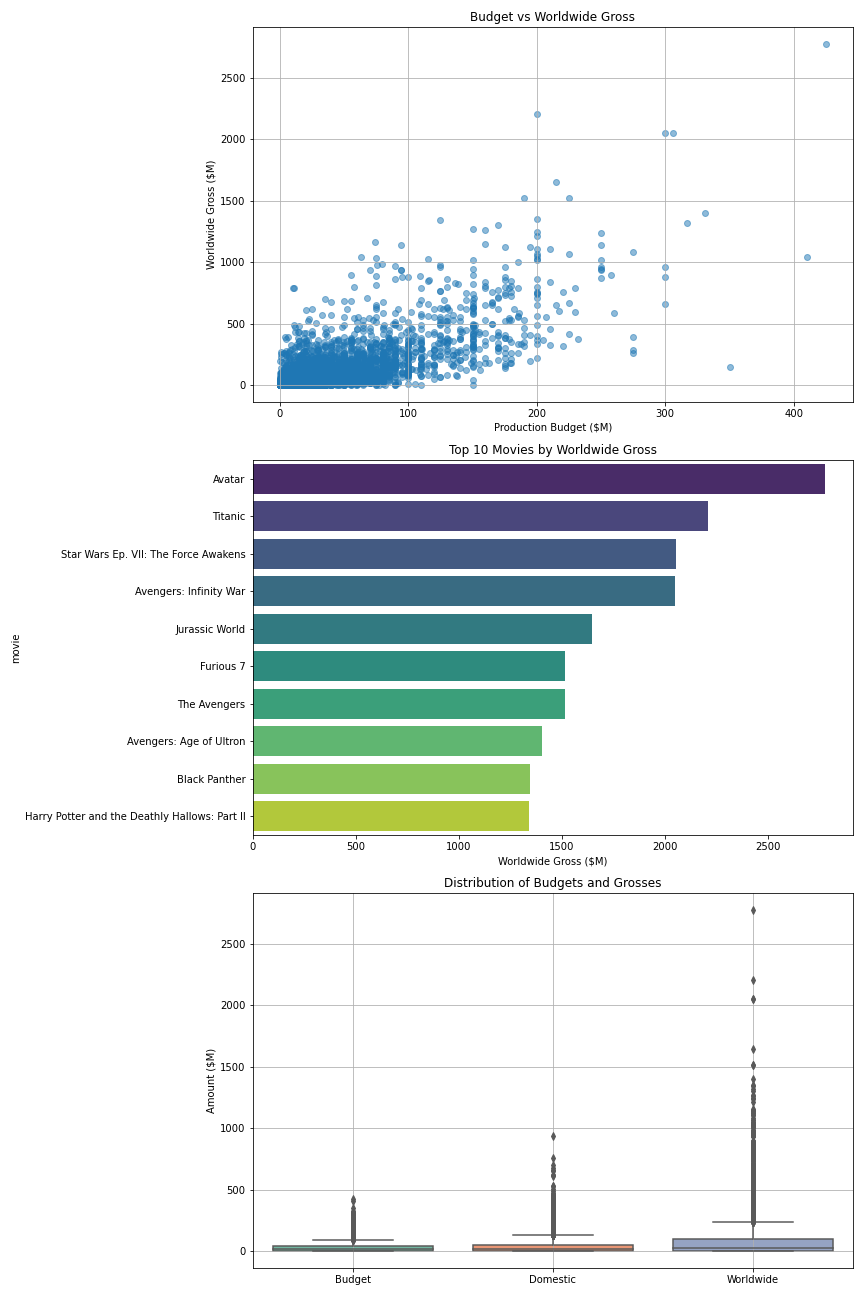 Budget vs Worldwide Gross
Worldwide Gross ($M)
2500
2000
1500
1000
500
0
0 100 200 300 400
Production Budget ($M)
Top 10 Movies by Worldwide Gross
movie
Avatar
Titanic
Star Wars Ep. VII: The Force Awakens
Avengers: Infinity War
Jurassic World
Furious 7
The Avengers
Avengers: Age of Ultron
Black Panther
Harry Potter and the Deathly Hallows: Part II
0 500 1000 1500 2000 2500
Worldwide Gross ($M)
Distribution of Budgets and Grosses
Amount ($M)
2500
2000
1500
1000
500
0
Budget Domestic Worldwide